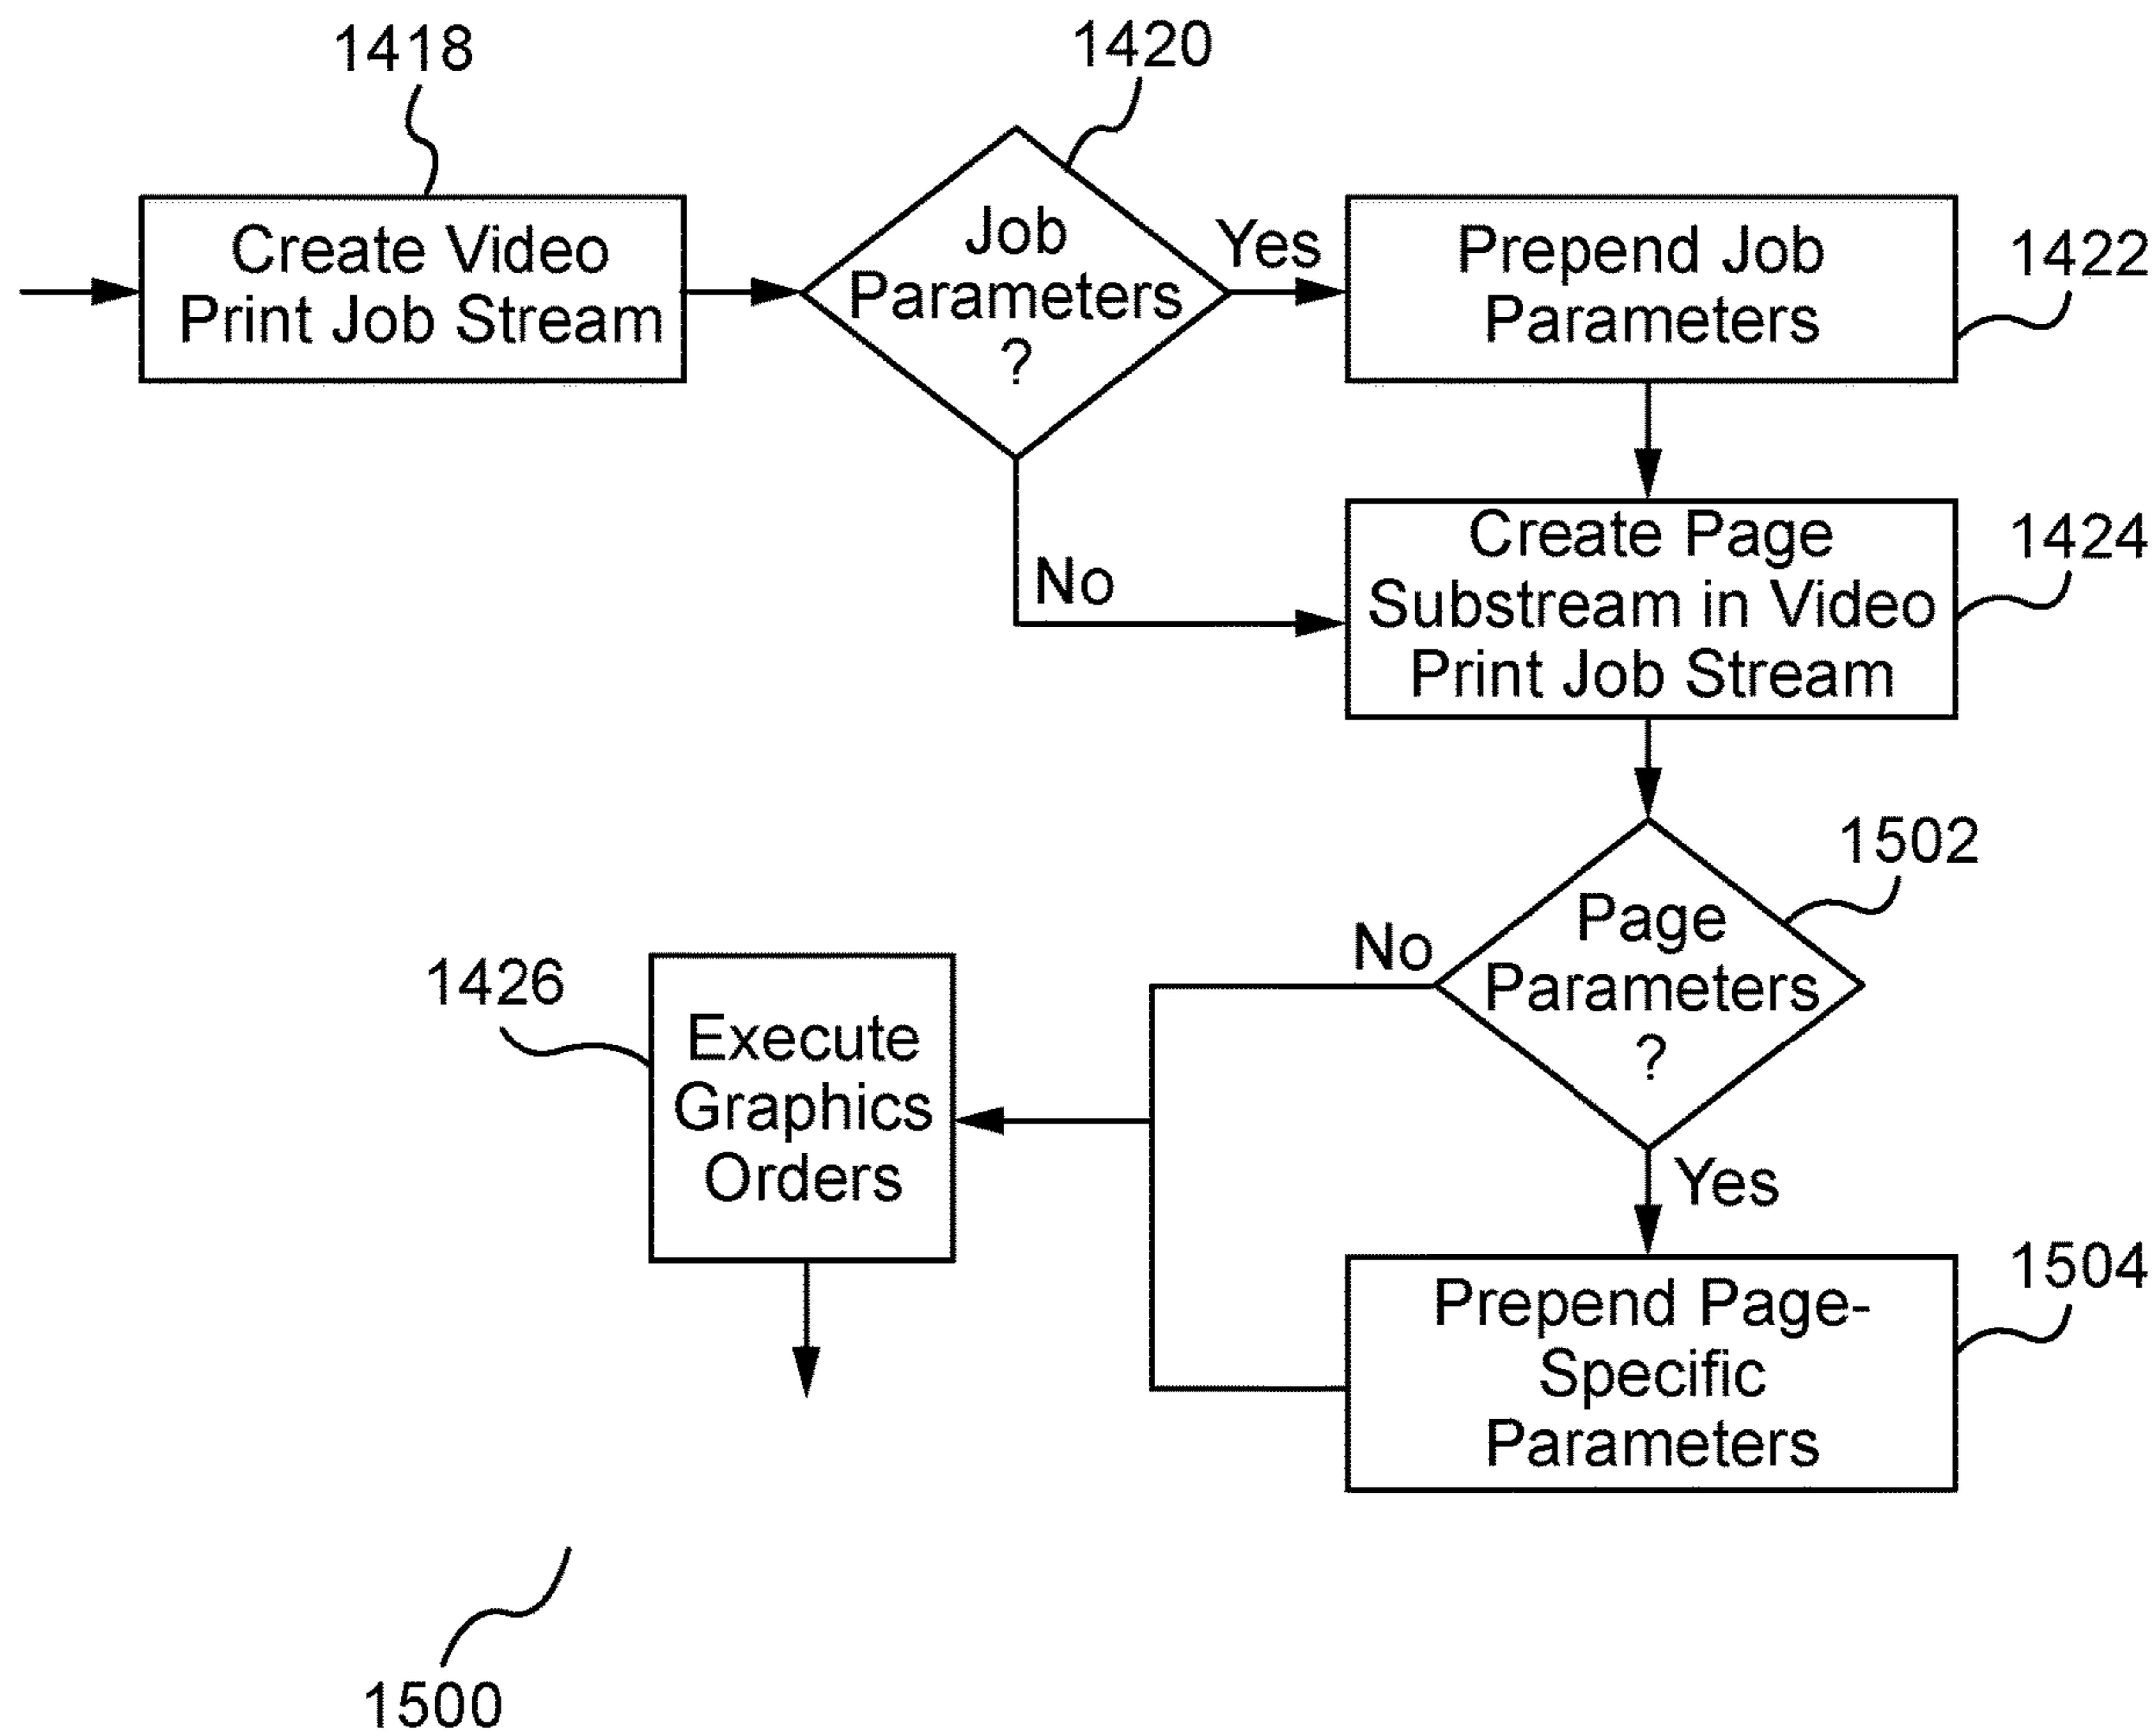 1418
1420
Create Video
Print Job Stream
Job
Parameters
?
Yes
No
Prepend Job
Parameters
1422
Create Page
Substream in Video
Print Job Stream
1424
1502
Page
Parameters
?
No
Yes
1426
Execute
Graphics
Orders
Prepend Page-
Specific
Parameters
1504
1500